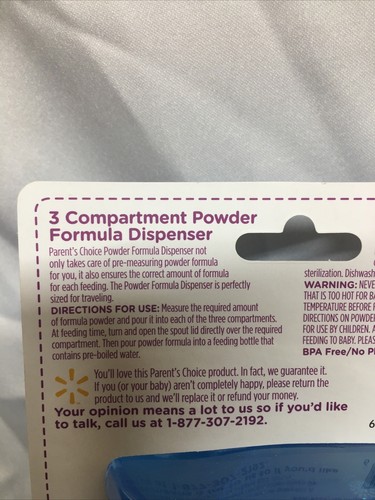 3 Compartment Powder
Formula Dispenser
Parent's Choice Powder Formula Dispenser not
only takes care of pre-measuring powder formula
for you, it also ensures the correct amount of formula
for each feeding. The Powder Formula Dispenser is perfectly
sized for traveling.
DIRECTIONS FOR USE: Measure the required amount
of formula powder and pour it into each of the three compartments.
At feeding time, turn and open the spout lid directly over the required
compartment. Then pour powder formula into a feeding bottle that
contains pre-boiled water.
sterilization. Dishwash
WARNING: NEVE
THAT IS TOO HOT FOR BA
TEMPERATURE BEFORE F
DIRECTIONS ON POWDER
FOR USE BY CHILDREN. A
FEEDING TO BABY. PLEAS
BPA Free/No P
You'll love this Parent's Choice product. In fact, we guarantee it.
If you (or your baby) aren't completely happy, please return the
product to us and we'll replace it or refund your money.
Your opinion means a lot to us so if you'd like
to talk, call us at 1-877-307-2192.
6